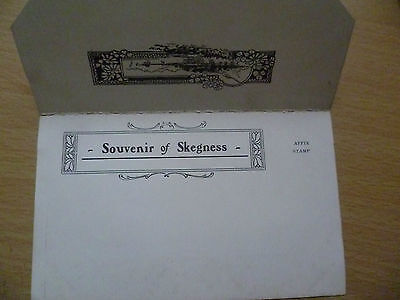 - Souvenir of Skegness -
AFFIX
STAMP